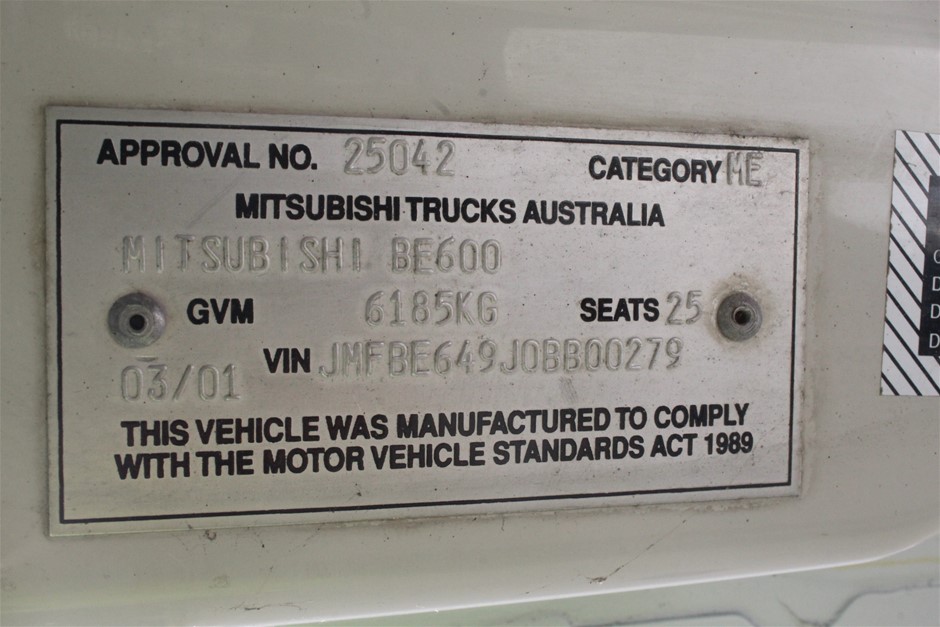 APPROVAL NO. 25042 CATEGORY ME
MITSUBISHI TRUCKS AUSTRALIA
MITSUBISHI BE600
GVM 6185KG SEATS 25
03/01 VIN JMFBE649J0BB00279
THIS VEHICLE WAS MANUFACTURED TO COMPLY
WITH THE MOTOR VEHICLE STANDARDS ACT 1989